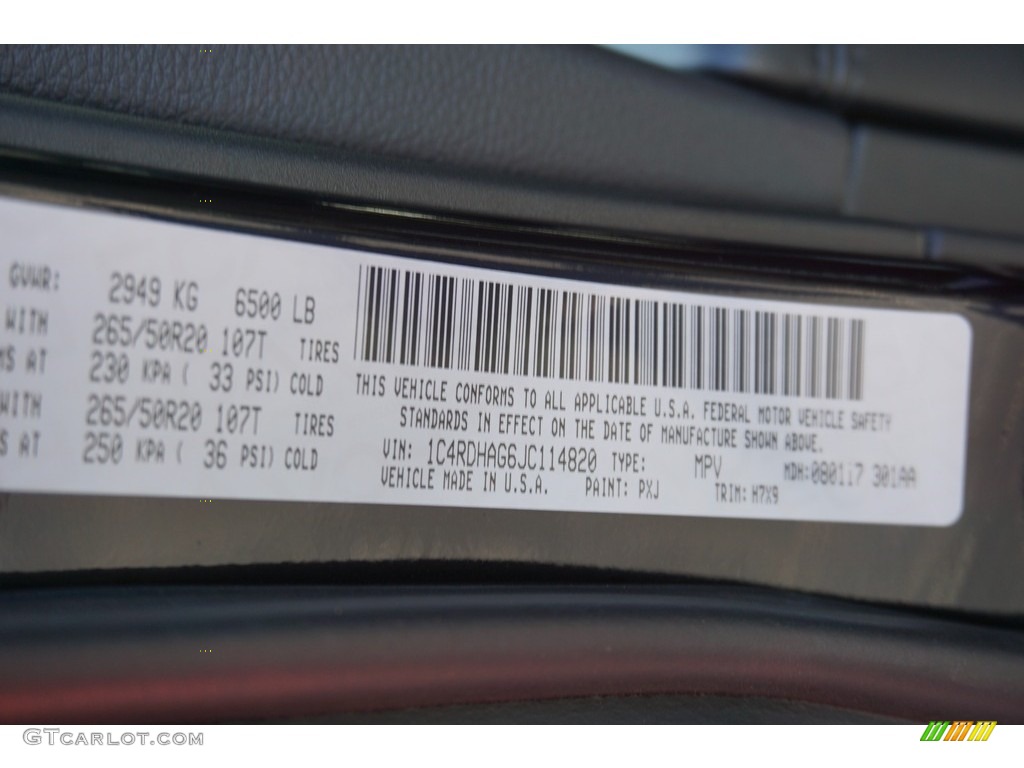 GVWR: 2949 KG 6500 LB
WITH 265/50R20 107T TIRES
MS AT 230 KPA ( 33 PSI) COLD
WITH 265/50R20 107T TIRES
MS AT 250 KPA ( 36 PSI) COLD
THIS VEHICLE CONFORMS TO ALL APPLICABLE U.S.A. FEDERAL MOTOR VEHICLE SAFETY
STANDARDS IN EFFECT ON THE DATE OF MANUFACTURE SHOWN ABOVE.
VIN: 1C4RDHAG6JC114820 TYPE: MPV MDH:080117 301AA
VEHICLE MADE IN U.S.A. PAINT: PXJ TRIM: H7X9
GTCARLOT.COM